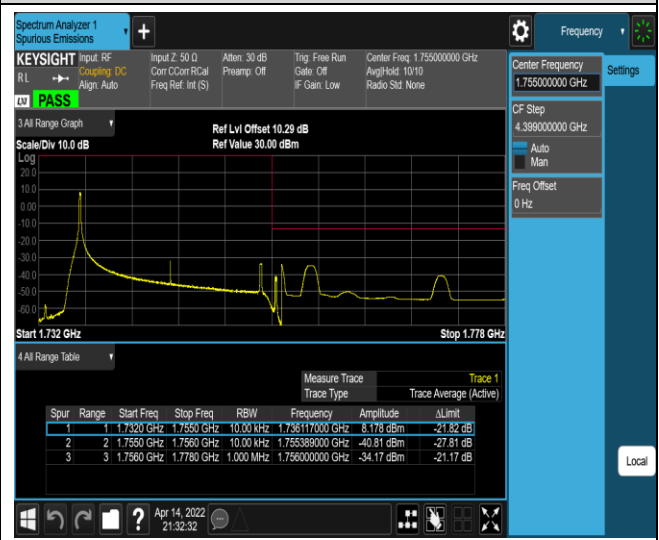 Spectrum Analyzer 1
Spurious Emissions
Frequency
KEYSIGHT Input: RF Input Z: 50 Ω Atten: 30 dB Trig: Free Run Center Freq: 1.755000000 GHz
RL Coupling: DC Corr CCorr RCal Preamp: Off Gate: Off Avg|Hold: 10/10
Align: Auto Freq Ref: Int (S) IF Gain: Low Radio Std: None
LXI PASS
Center Frequency
1.755000000 GHz
Settings
CF Step
4.399000000 GHz
Auto
Man
Freq Offset
0 Hz
3 All Range Graph
Ref Lvl Offset 10.29 dB
Scale/Div 10.0 dB Ref Value 30.00 dBm
Log
20.0
10.0
0.00
-10.0
-20.0
-30.0
-40.0
-50.0
-60.0
Start 1.732 GHz Stop 1.778 GHz
4 All Range Table
Measure Trace Trace 1
Trace Type Trace Average (Active)
Spur Range Start Freq Stop Freq RBW Frequency Amplitude ΔLimit
1 1 1.7320 GHz 1.7550 GHz 10.00 kHz 1.736117000 GHz 8.178 dBm -21.82 dB
2 2 1.7550 GHz 1.7560 GHz 10.00 kHz 1.755389000 GHz -40.81 dBm -27.81 dB
3 3 1.7560 GHz 1.7780 GHz 1.000 MHz 1.756000000 GHz -34.17 dBm -21.17 dB
Local
Apr 14, 2022
21:32:32